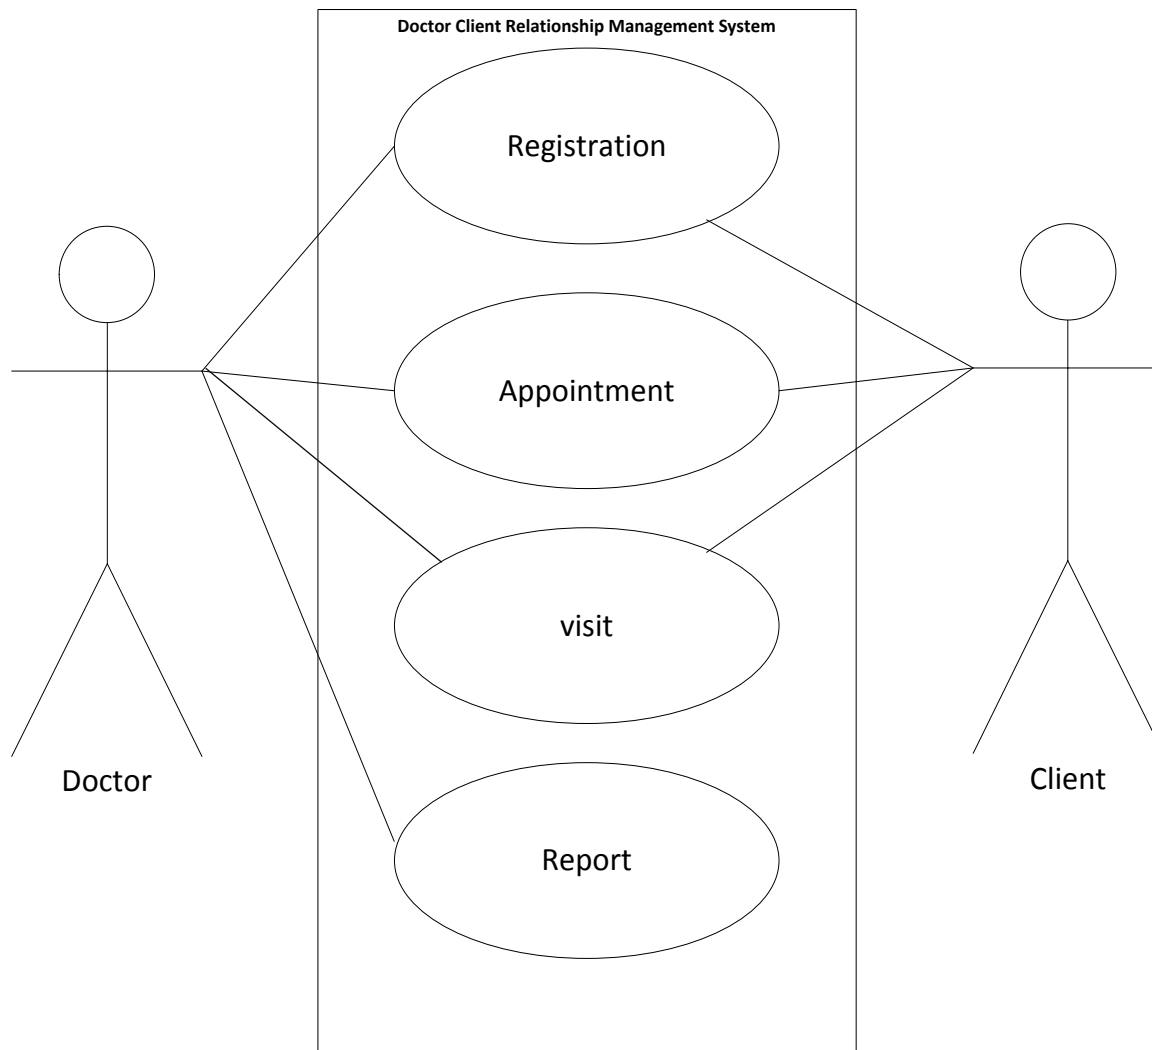 Doctor Client Relationship Management System
Registration
Appointment
visit
Doctor
Client
Report